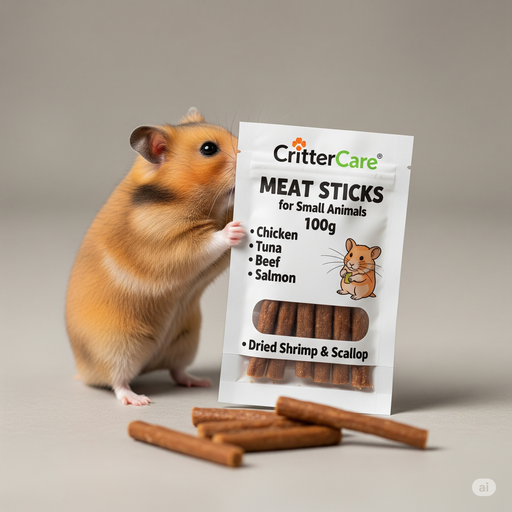 CritterCare®
MEAT STICKS
for Small Animals
100g
• Chicken
• Tuna
• Beef
• Salmon
• Dried Shrimp & Scallop
ai